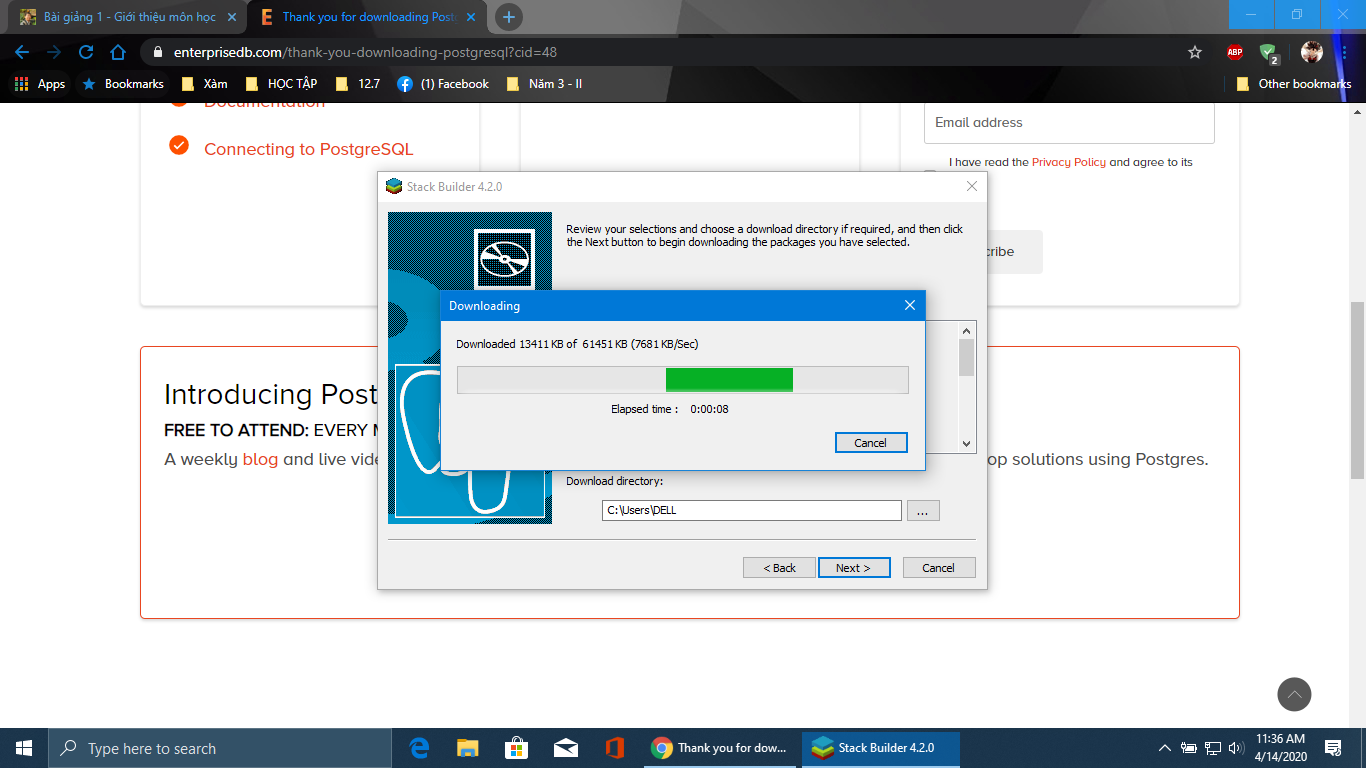 Bài giảng 1 - Giới thiệu môn học
Thank you for downloading Post
enterprisedb.com/thank-you-downloading-postgresql?cid=48
ABP
2
Apps
Bookmarks
Xàm
HỌC TẬP
12.7
(1) Facebook
Năm 3 - II
Other bookmarks
Documentation
Connecting to PostgreSQL
Email address
I have read the Privacy Policy and agree to its
cribe
Stack Builder 4.2.0
Review your selections and choose a download directory if required, and then click
the Next button to begin downloading the packages you have selected.
Downloading
Downloaded 13411 KB of 61451 KB (7681 KB/Sec)
Elapsed time : 0:00:08
Cancel
Introducing Post
FREE TO ATTEND: EVERY
A weekly blog and live vide
op solutions using Postgres.
Download directory:
C:\Users\DELL
...
< Back
Next >
Cancel
Type here to search
Thank you for dow...
Stack Builder 4.2.0
11:36 AM
4/14/2020